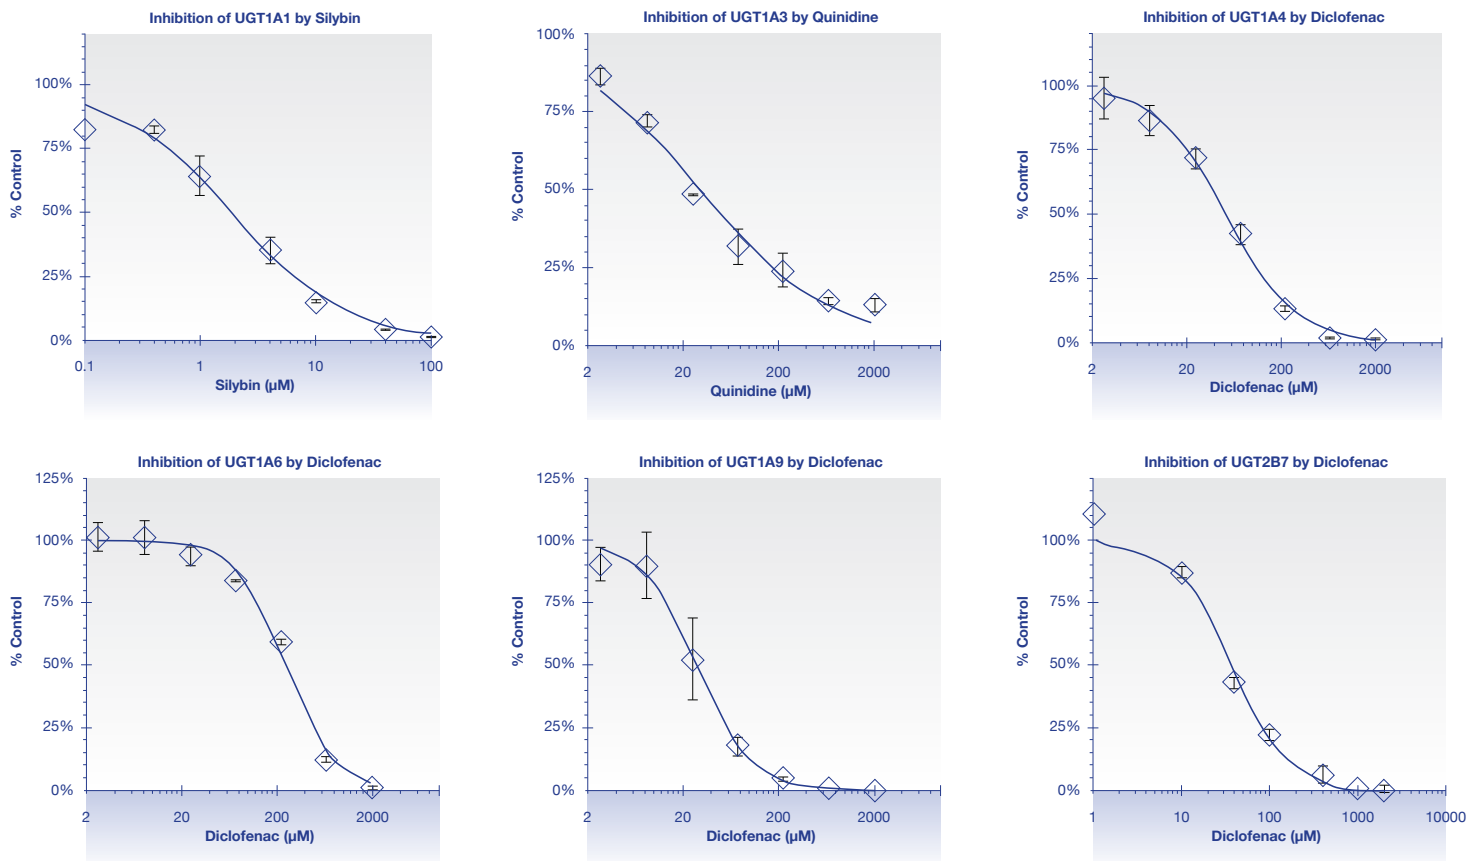 Inhibition of UGT1A1 by Silybin
% Control
100%
75%
50%
25%
0%
0.1 1 10 100
Silybin (µM)
Inhibition of UGT1A3 by Quinidine
% Control
100%
75%
50%
25%
0%
2 20 200 2000
Quinidine (µM)
Inhibition of UGT1A4 by Diclofenac
% Control
100%
75%
50%
25%
0%
2 20 200 2000
Diclofenac (µM)
Inhibition of UGT1A6 by Diclofenac
% Control
125%
100%
75%
50%
25%
0%
2 20 200 2000
Diclofenac (µM)
Inhibition of UGT1A9 by Diclofenac
% Control
125%
100%
75%
50%
25%
0%
2 20 200 2000
Diclofenac (µM)
Inhibition of UGT2B7 by Diclofenac
% Control
100%
75%
50%
25%
0%
1 10 100 1000 10000
Diclofenac (µM)